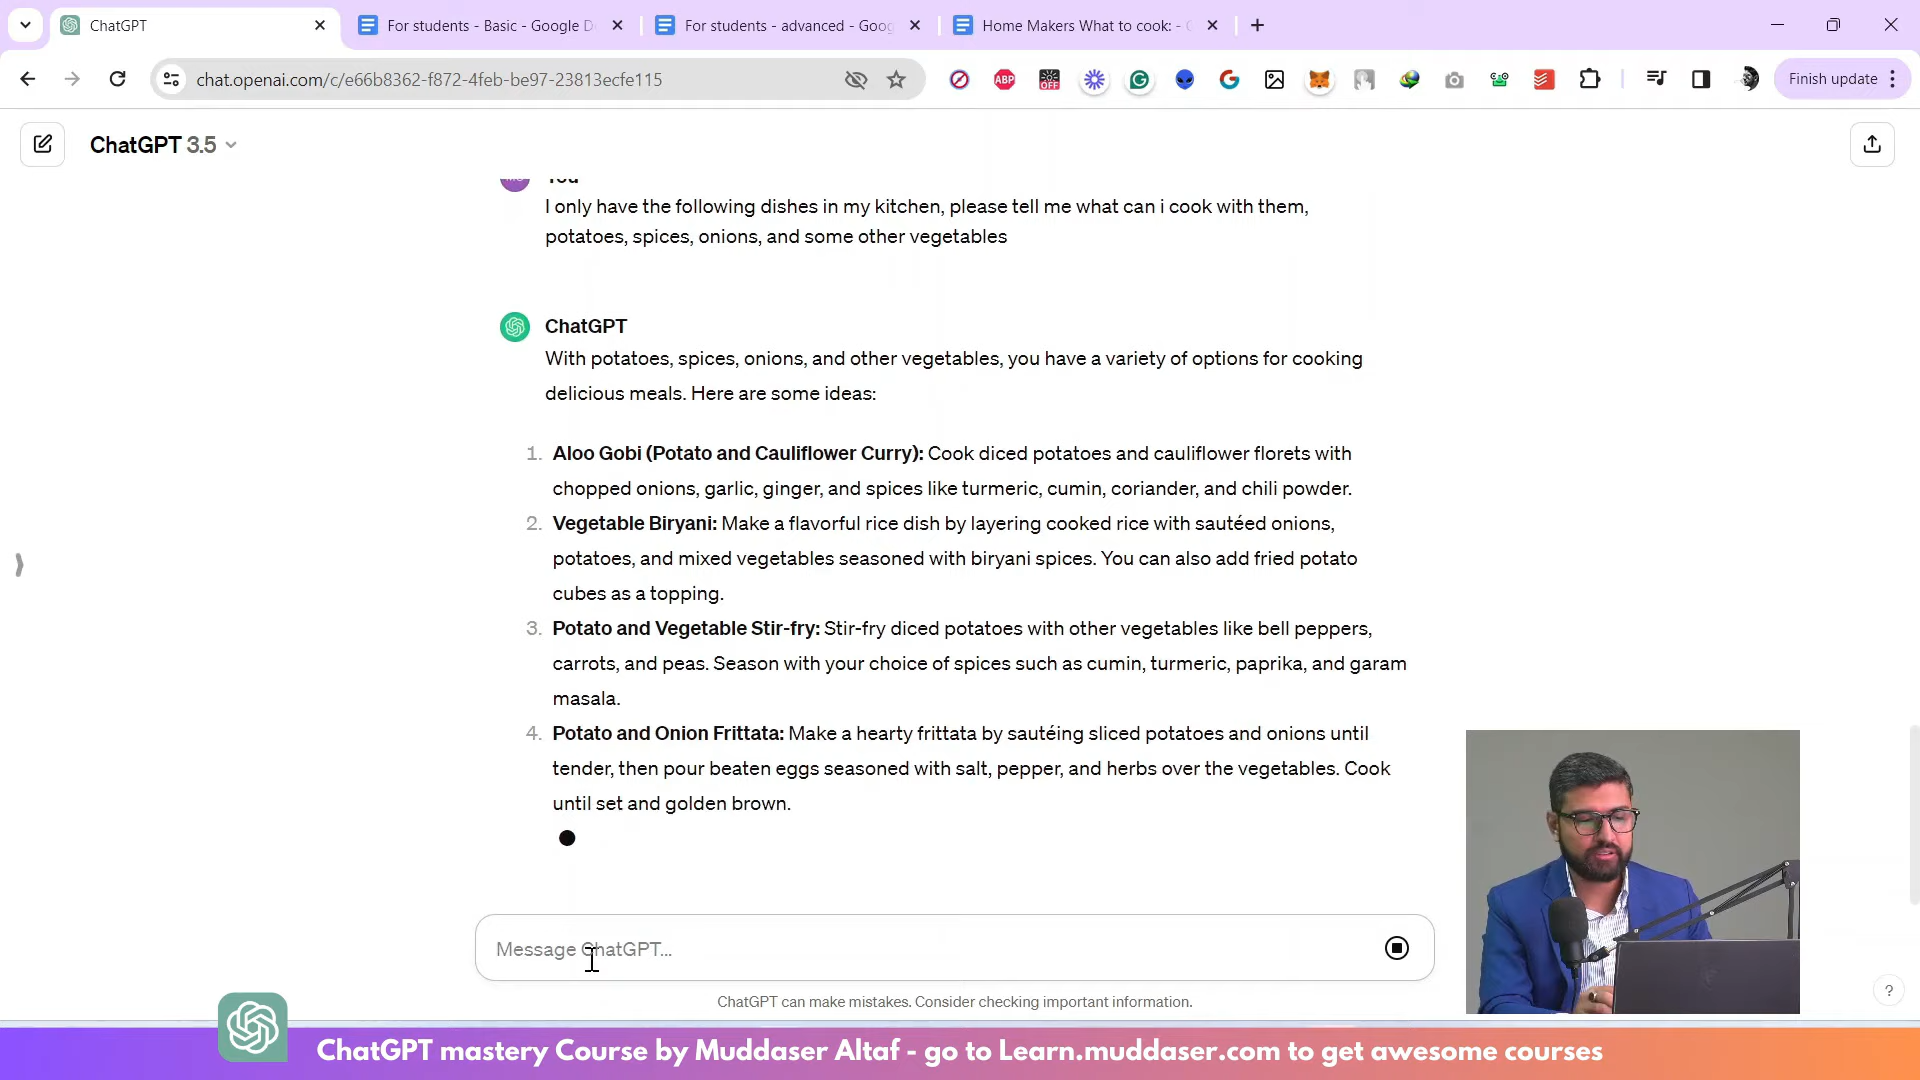 ChatGPT
For students - Basic - Google D
For students - advanced - Goog
Home Makers What to cook: -
chat.openai.com/c/e66b8362-f872-4feb-be97-23813ecfe115
ABP
OFF
Finish update
ChatGPT 3.5
You
I only have the following dishes in my kitchen, please tell me what can i cook with them,
potatoes, spices, onions, and some other vegetables
ChatGPT
With potatoes, spices, onions, and other vegetables, you have a variety of options for cooking
delicious meals. Here are some ideas:
1. Aloo Gobi (Potato and Cauliflower Curry): Cook diced potatoes and cauliflower florets with
chopped onions, garlic, ginger, and spices like turmeric, cumin, coriander, and chili powder.
2. Vegetable Biryani: Make a flavorful rice dish by layering cooked rice with sautéed onions,
potatoes, and mixed vegetables seasoned with biryani spices. You can also add fried potato
cubes as a topping.
3. Potato and Vegetable Stir-fry: Stir-fry diced potatoes with other vegetables like bell peppers,
carrots, and peas. Season with your choice of spices such as cumin, turmeric, paprika, and garam
masala.
4. Potato and Onion Frittata: Make a hearty frittata by sautéing sliced potatoes and onions until
tender, then pour beaten eggs seasoned with salt, pepper, and herbs over the vegetables. Cook
until set and golden brown.
Message ChatGPT...
ChatGPT can make mistakes. Consider checking important information.
?
ChatGPT mastery Course by Muddaser Altaf - go to Learn.muddaser.com to get awesome courses